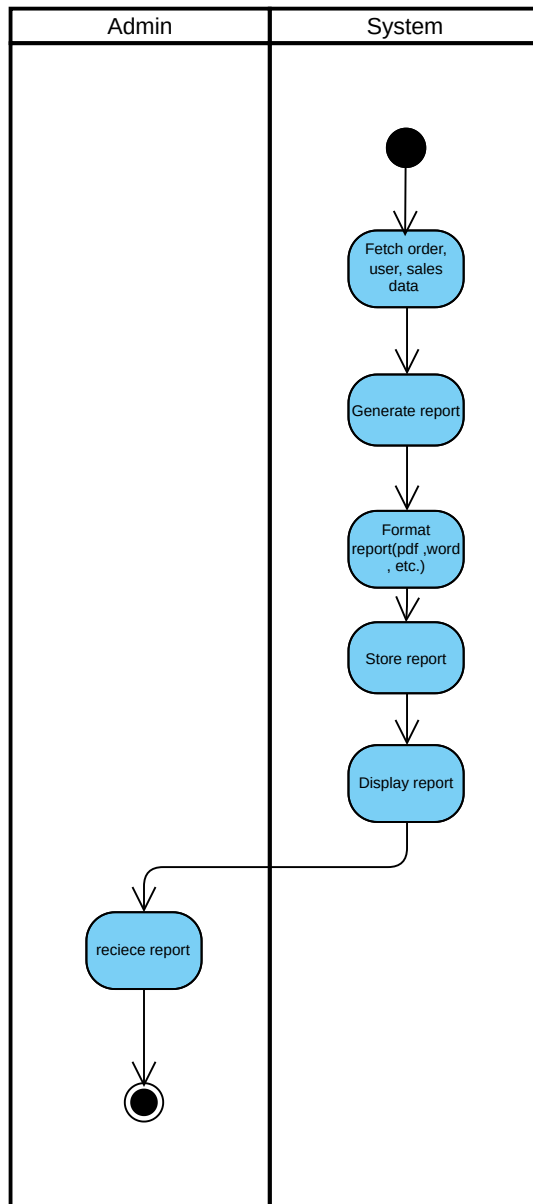 Admin
System
Fetch order,
user, sales
data
Generate report
Format
report(pdf ,word
, etc.)
Store report
Display report
reciece report